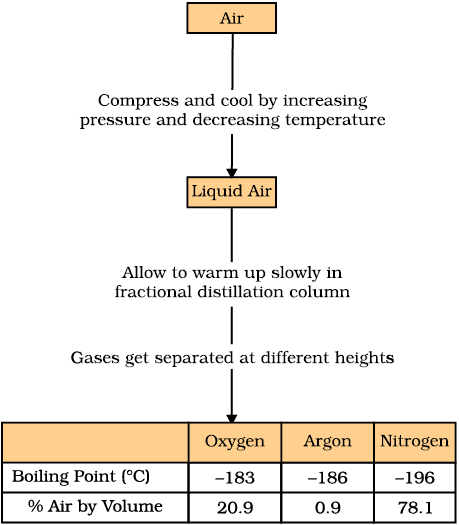 Air
Compress and cool by increasing
pressure and decreasing temperature
Liquid Air
Allow to warm up slowly in
fractional distillation column
Gases get separated at different heights
Oxygen Argon Nitrogen
Boiling Point (°C) –183 –186 –196
% Air by Volume 20.9 0.9 78.1